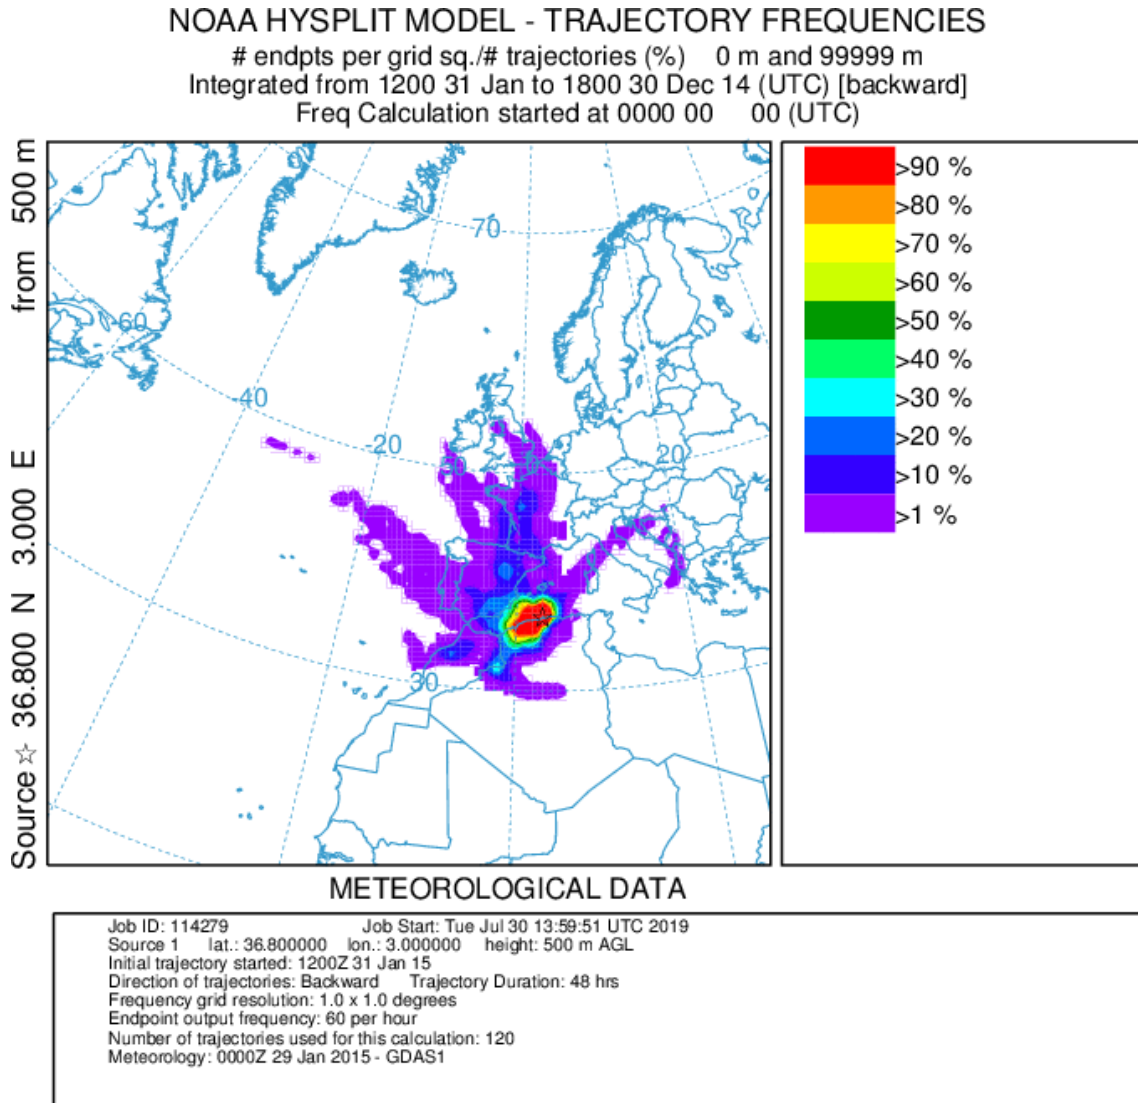 NOAA HYSPLIT MODEL - TRAJECTORY FREQUENCIES
# endpts per grid sq./# trajectories (%)    0 m and 99999 m
Integrated from 1200 31 Jan to 1800 30 Dec 14 (UTC) [backward]
Freq Calculation started at 0000 00    00 (UTC)
Source ☆ 36.800 N  3.000 E    from  500 m
70
-60
-40
-20
20
30
>90 %
>80 %
>70 %
>60 %
>50 %
>40 %
>30 %
>20 %
>10 %
>1 %
METEOROLOGICAL DATA
Job ID: 114279    Job Start: Tue Jul 30 13:59:51 UTC 2019
Source 1    lat.: 36.800000    lon.: 3.000000    height: 500 m AGL
Initial trajectory started: 1200Z 31 Jan 15
Direction of trajectories: Backward    Trajectory Duration: 48 hrs
Frequency grid resolution: 1.0 x 1.0 degrees
Endpoint output frequency: 60 per hour
Number of trajectories used for this calculation: 120
Meteorology: 0000Z 29 Jan 2015 - GDAS1